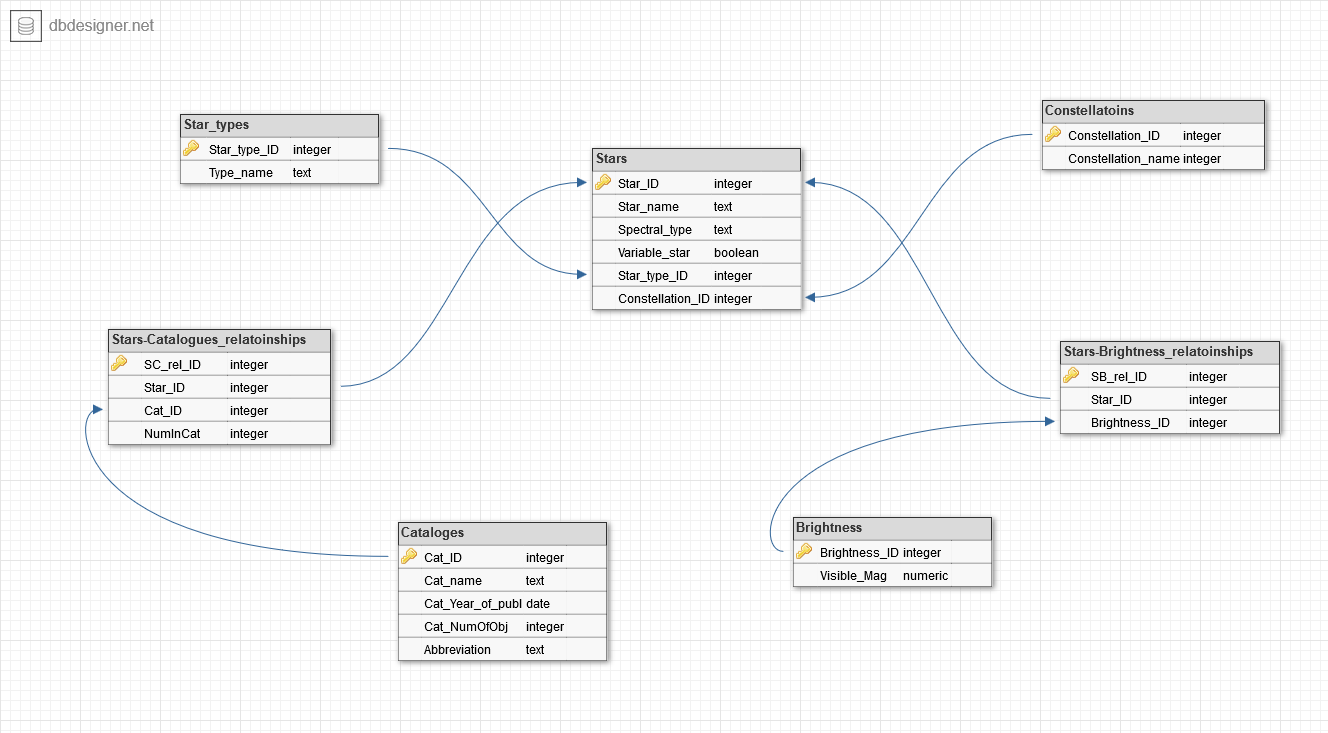 dbdesigner.net
Star_types
Star_type_ID integer
Type_name text
Stars
Star_ID integer
Star_name text
Spectral_type text
Variable_star boolean
Star_type_ID integer
Constellation_ID integer
Constellatoins
Constellation_ID integer
Constellation_name integer
Stars-Catalogues_relatoinships
SC_rel_ID integer
Star_ID integer
Cat_ID integer
NumInCat integer
Stars-Brightness_relatoinships
SB_rel_ID integer
Star_ID integer
Brightness_ID integer
Cataloges
Cat_ID integer
Cat_name text
Cat_Year_of_publ date
Cat_NumOfObj integer
Abbreviation text
Brightness
Brightness_ID integer
Visible_Mag numeric